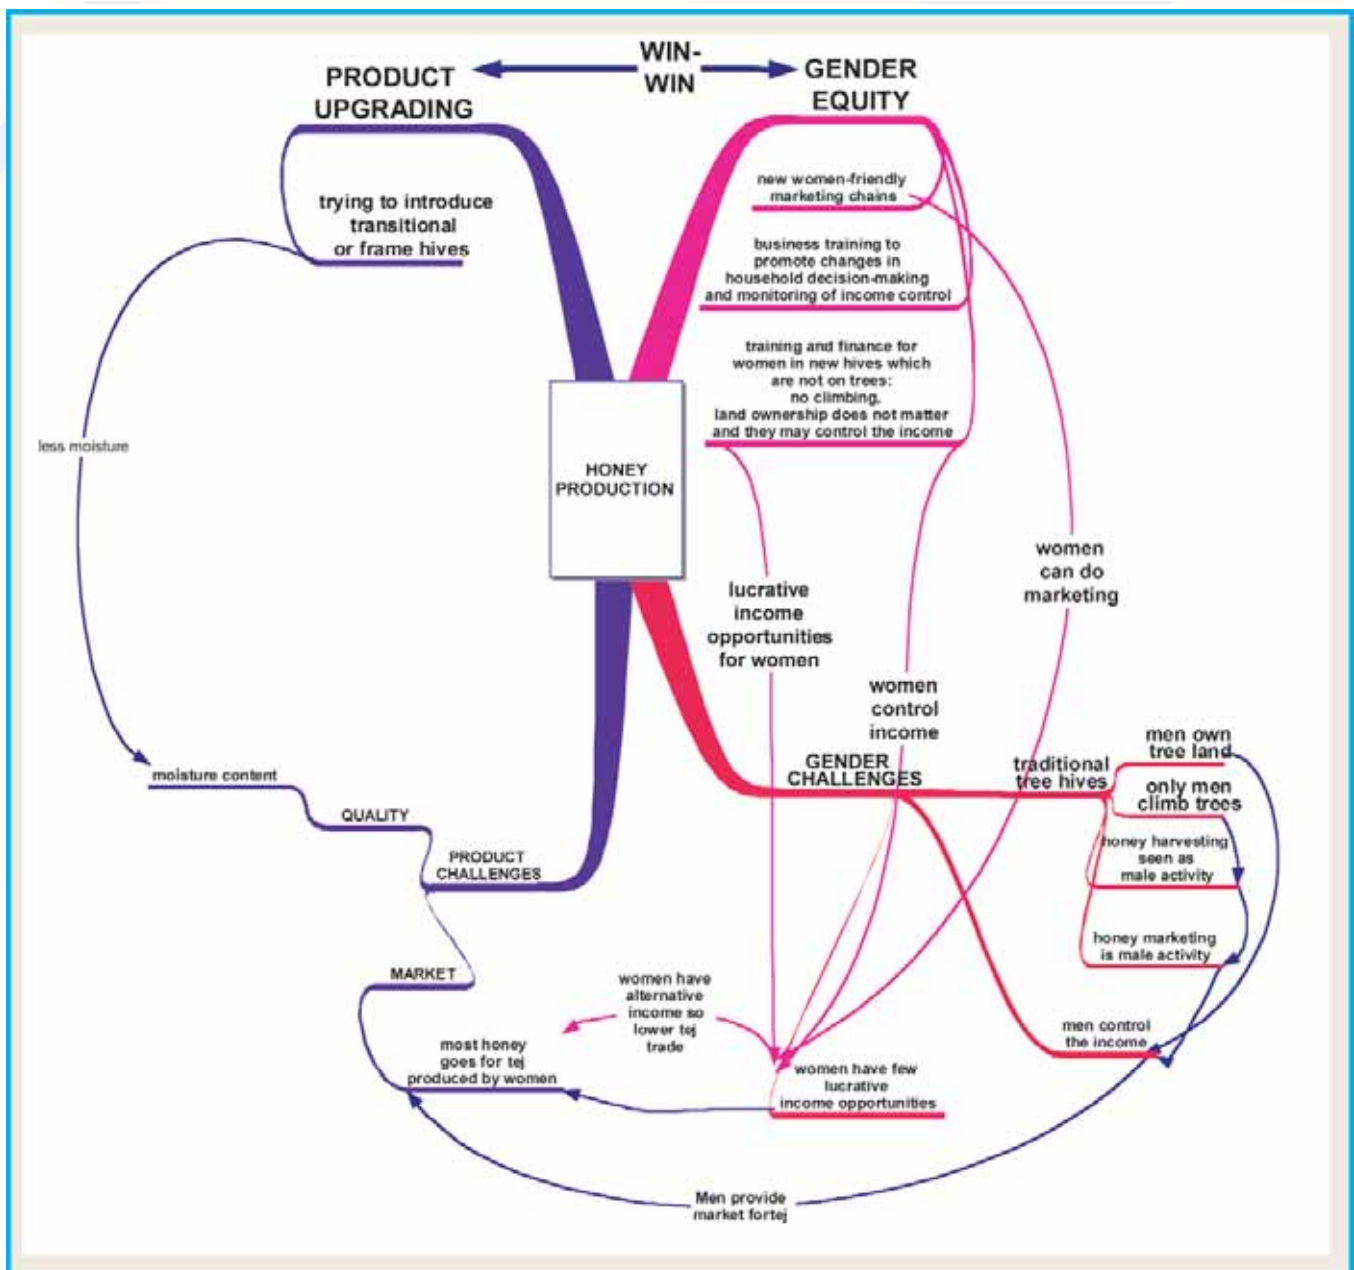 WIN-
WIN
PRODUCT
UPGRADING
GENDER
EQUITY
trying to introduce
transitional
or frame hives
new women-friendly
marketing chains
business training to
promote changes in
household decision-making
and monitoring of income control
training and finance for
women in new hives which
are not on trees:
no climbing,
land ownership does not matter
and they may control the income
less moisture
HONEY
PRODUCTION
women
can do
marketing
lucrative
income
opportunities
for women
women
control
income
GENDER
CHALLENGES
traditional
tree hives
men own
tree land
only men
climb trees
honey harvesting
seen as
male activity
honey marketing
is male activity
men control
the income
moisture content
QUALITY
PRODUCT
CHALLENGES
MARKET
women have
alternative
income so
lower tej
trade
most honey
goes for tej
produced by women
women have few
lucrative
income opportunities
Men provide
market fortej